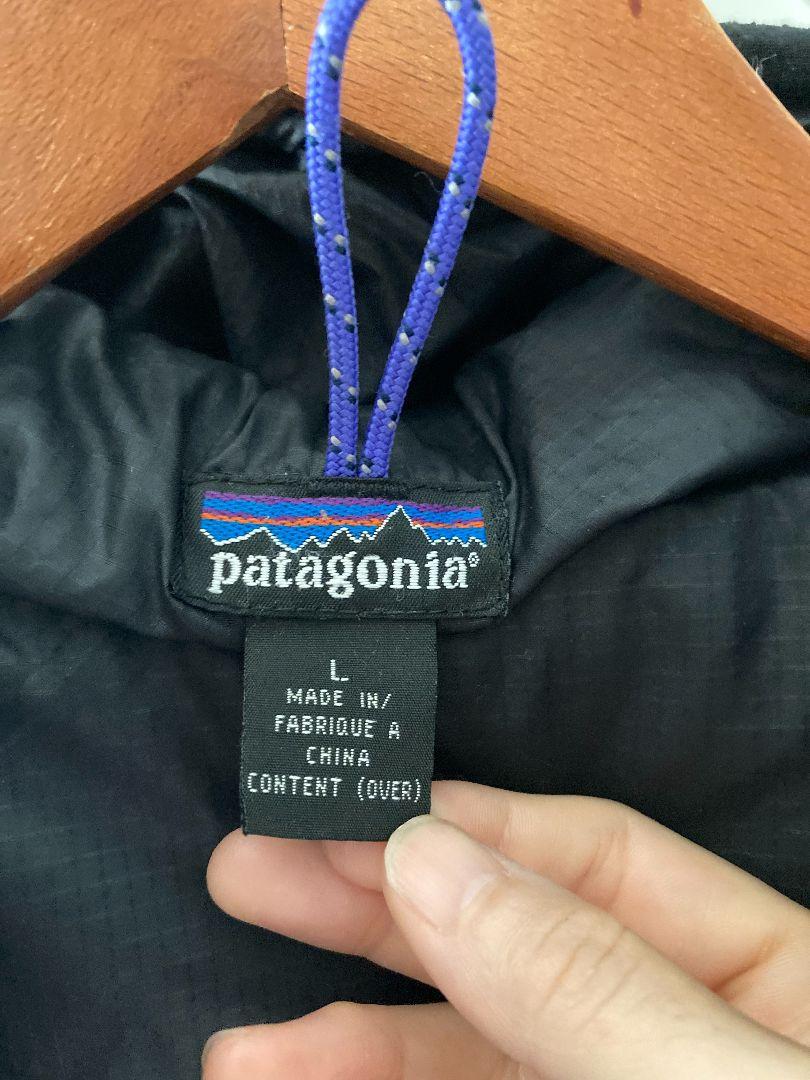 patagonia®
L
MADE IN/
FABRIQUE A
CHINA
CONTENT (OVER)